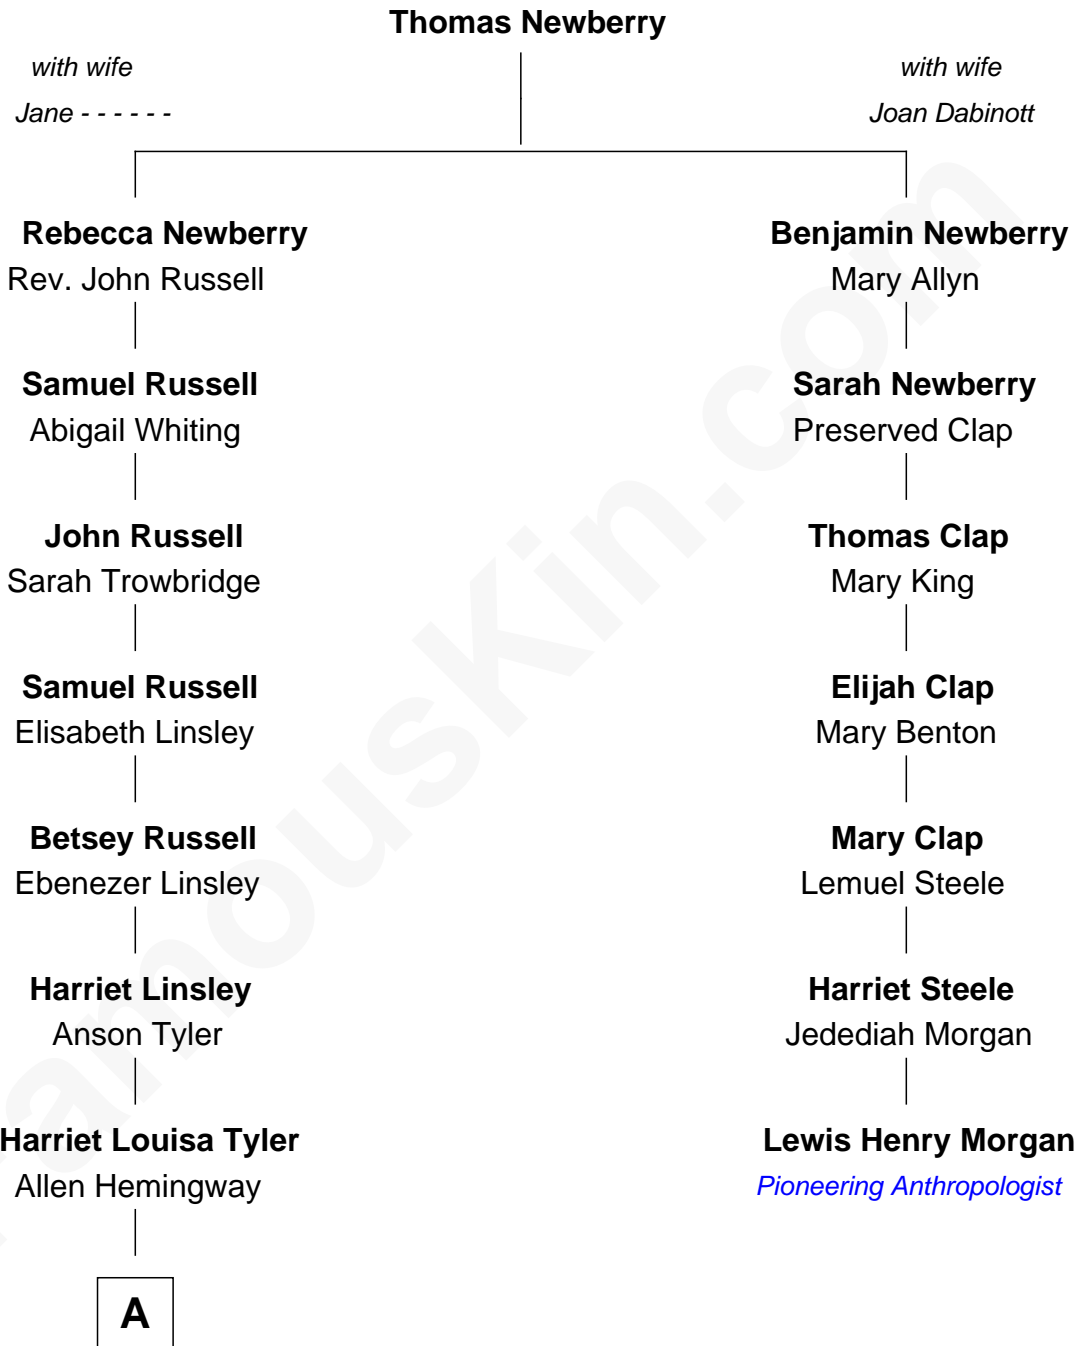 Thomas Newberry
with wife
Jane - - - - - -
with wife
Joan Dabinott
Rebecca Newberry
Rev. John Russell
Benjamin Newberry
Mary Allyn
Samuel Russell
Abigail Whiting
Sarah Newberry
Preserved Clap
John Russell
Sarah Trowbridge
Thomas Clap
Mary King
Samuel Russell
Elisabeth Linsley
Elijah Clap
Mary Benton
Betsey Russell
Ebenezer Linsley
Mary Clap
Lemuel Steele
Harriet Linsley
Anson Tyler
Harriet Steele
Jedediah Morgan
Harriet Louisa Tyler
Allen Hemingway
Lewis Henry Morgan
Pioneering Anthropologist
A
FamousKin.com